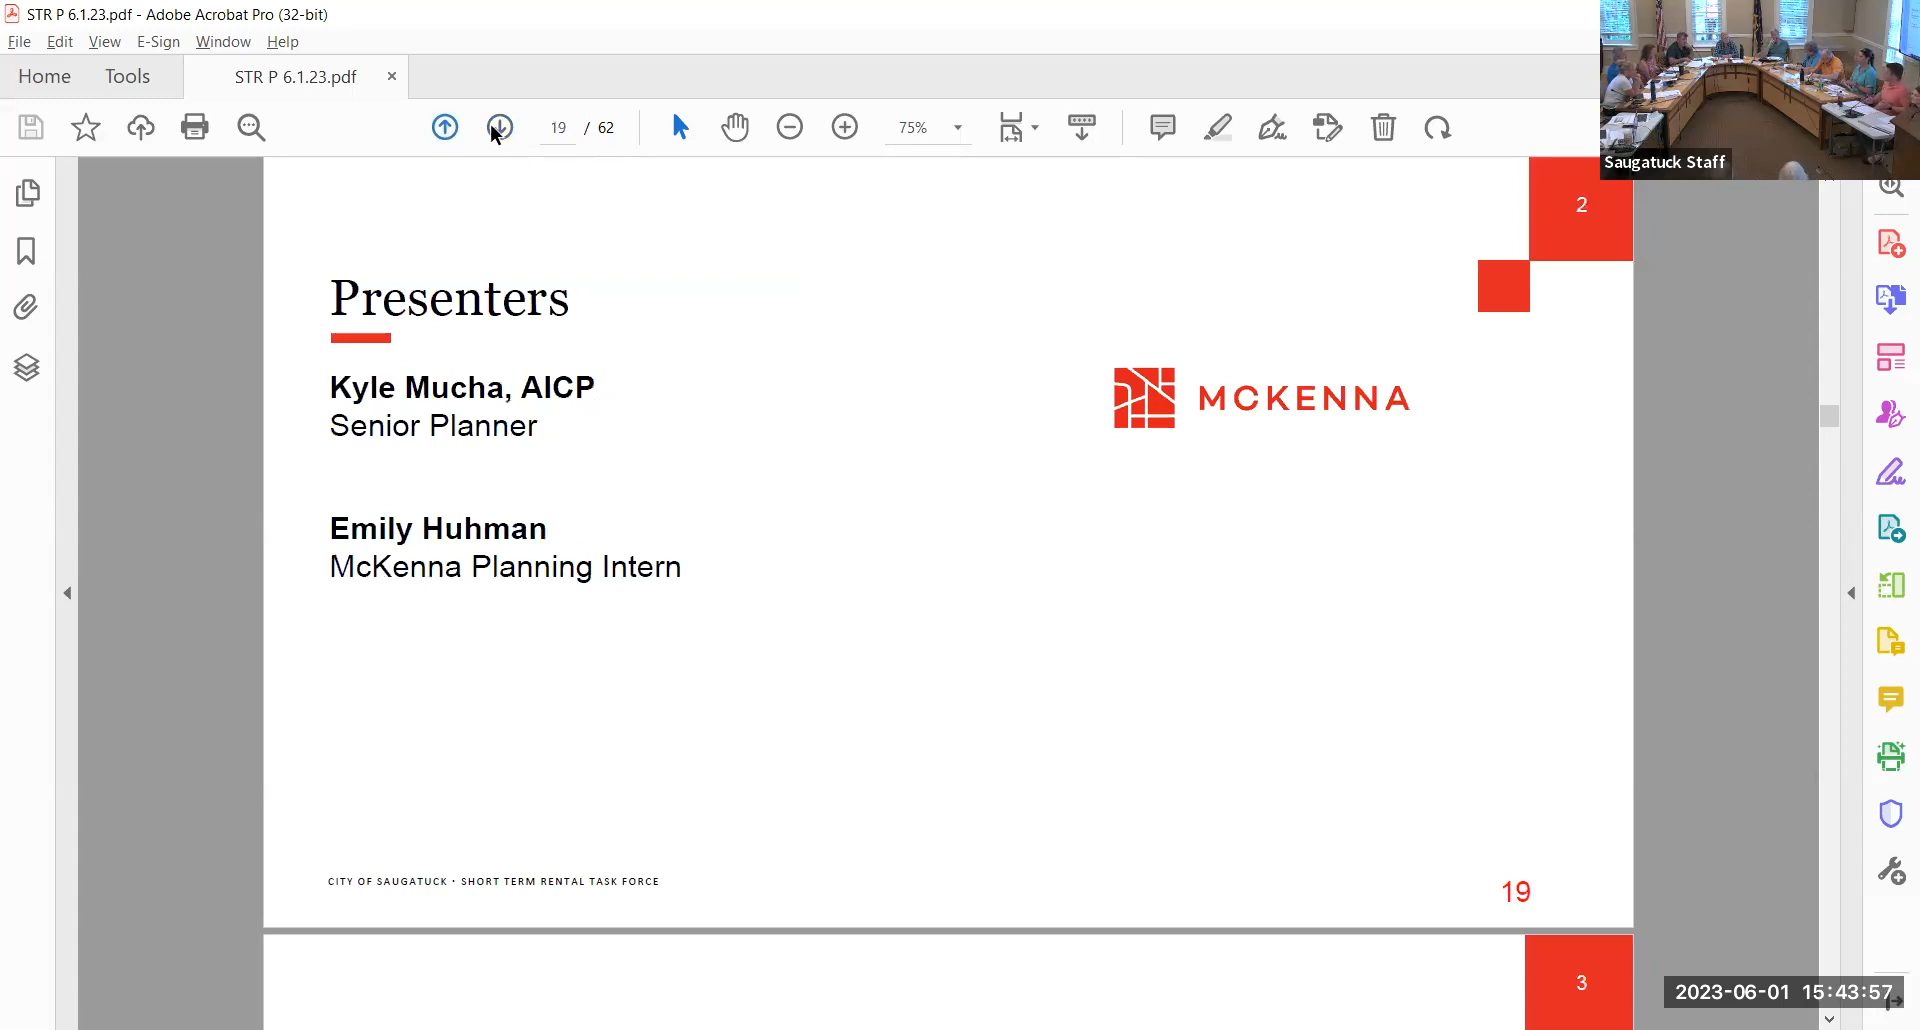 STR P 6.1.23.pdf - Adobe Acrobat Pro (32-bit)
File Edit View E-Sign Window Help
Home Tools STR P 6.1.23.pdf ×
19 / 62 75%
Saugatuck Staff
2
Presenters
Kyle Mucha, AICP
Senior Planner
MCKENNA
Emily Huhman
McKenna Planning Intern
CITY OF SAUGATUCK · SHORT TERM RENTAL TASK FORCE
19
3
2023-06-01 15:43:57